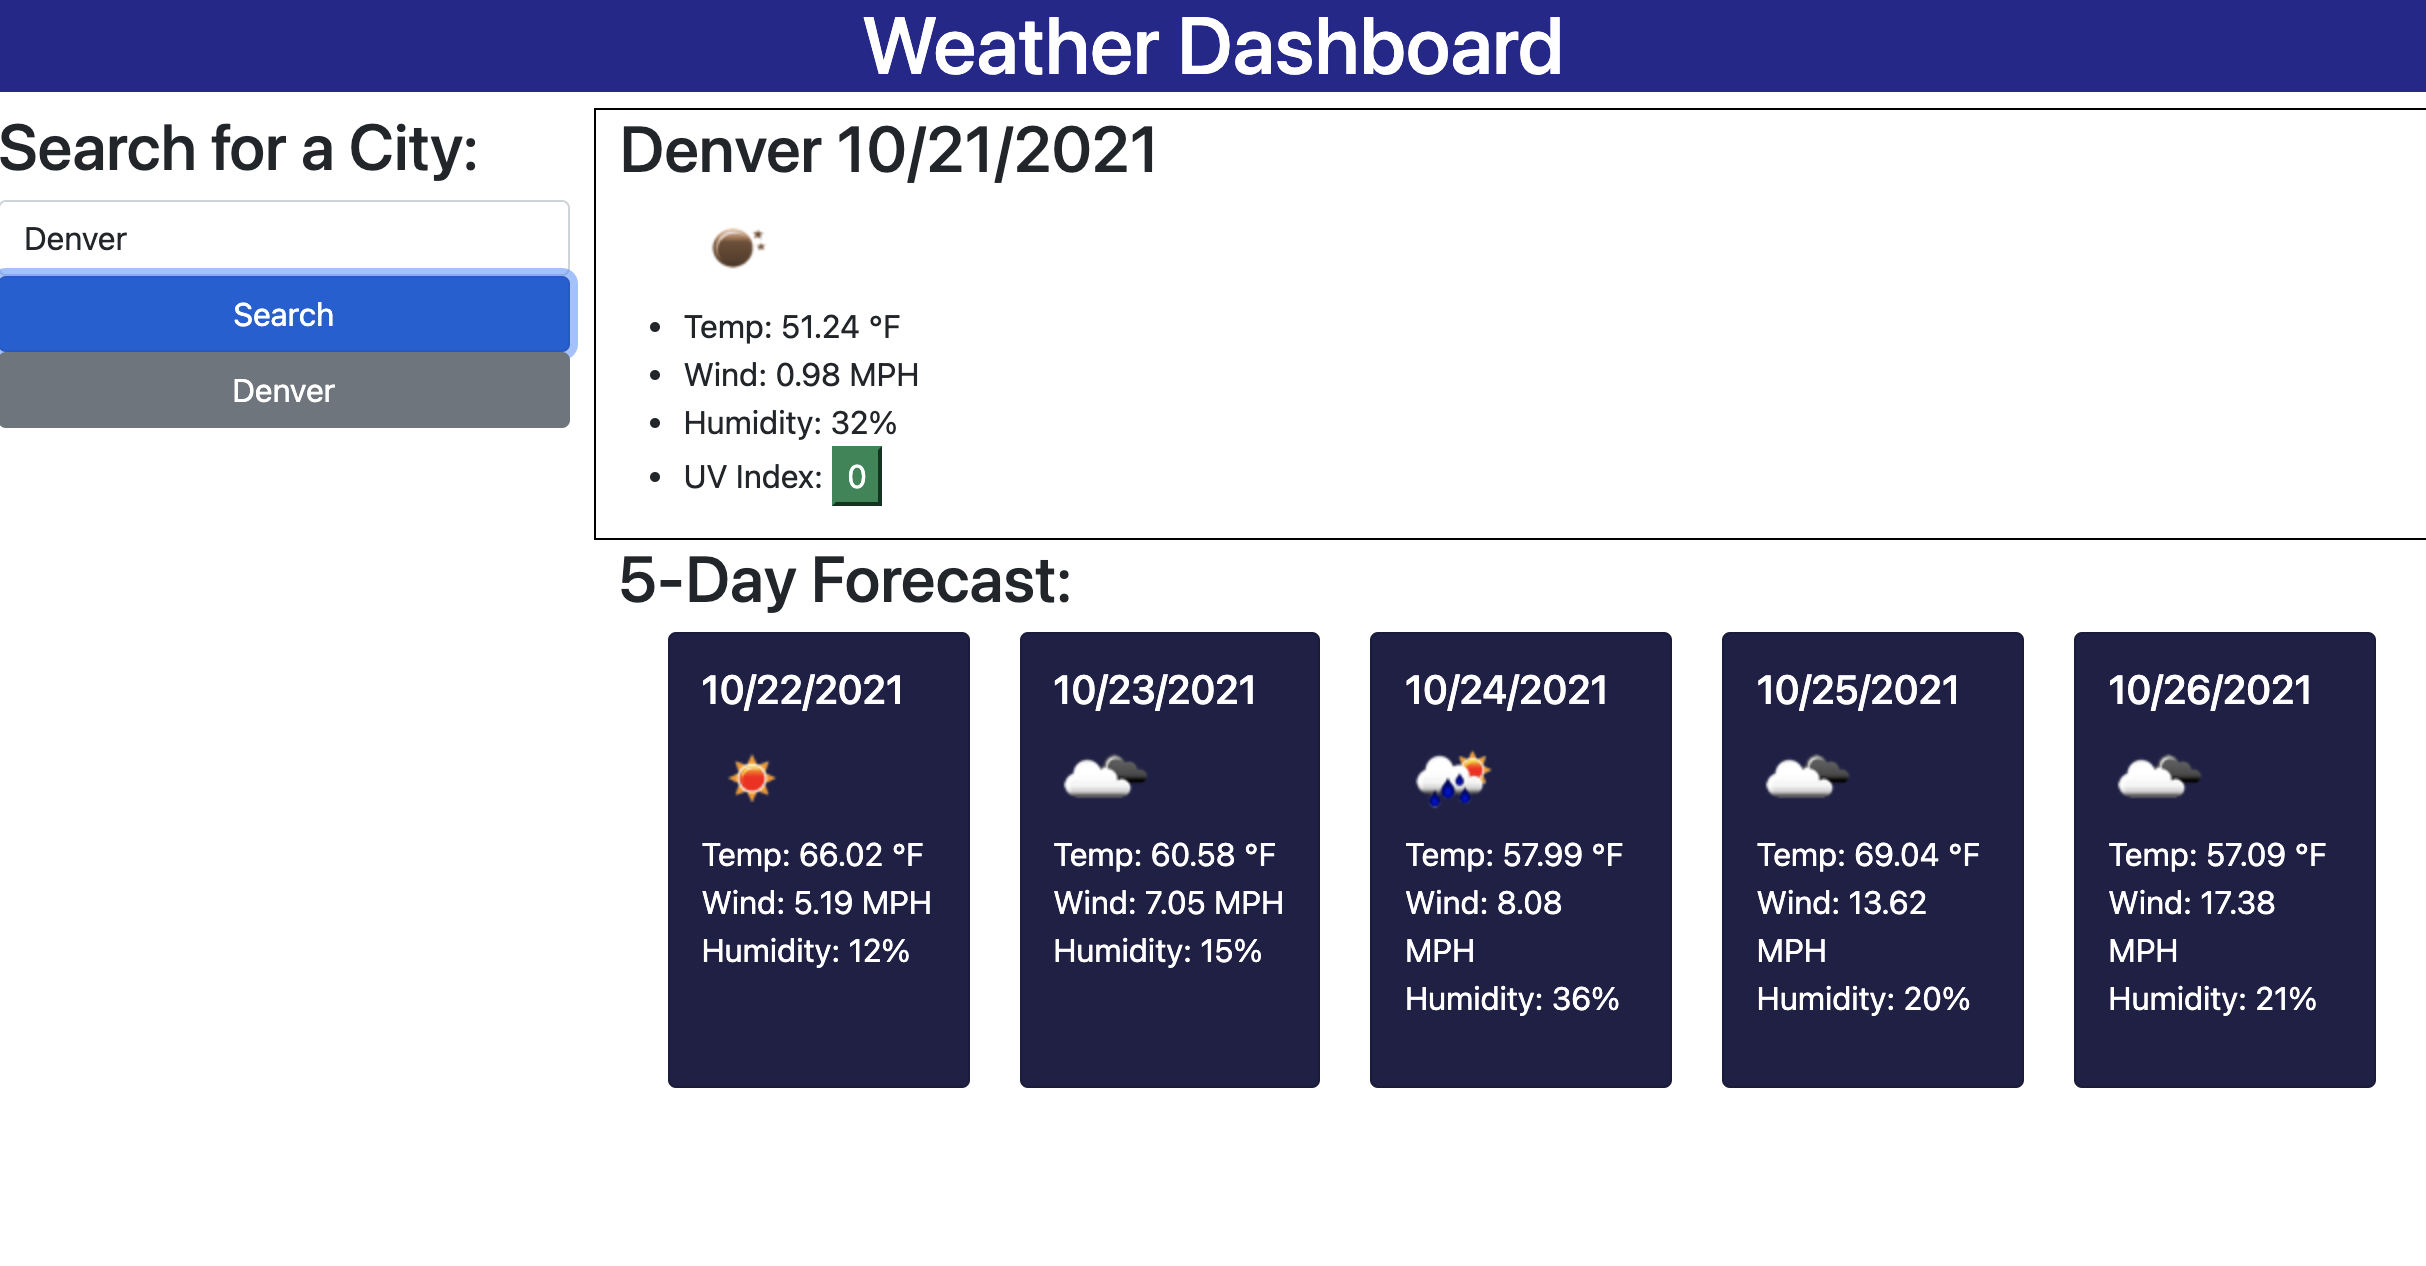 Weather Dashboard
Search for a City:
Denver
Search
Denver
Denver 10/21/2021
Temp: 51.24 °F
Wind: 0.98 MPH
Humidity: 32%
UV Index: 0
5-Day Forecast:
10/22/2021
Temp: 66.02 °F
Wind: 5.19 MPH
Humidity: 12%
10/23/2021
Temp: 60.58 °F
Wind: 7.05 MPH
Humidity: 15%
10/24/2021
Temp: 57.99 °F
Wind: 8.08
MPH
Humidity: 36%
10/25/2021
Temp: 69.04 °F
Wind: 13.62
MPH
Humidity: 20%
10/26/2021
Temp: 57.09 °F
Wind: 17.38
MPH
Humidity: 21%